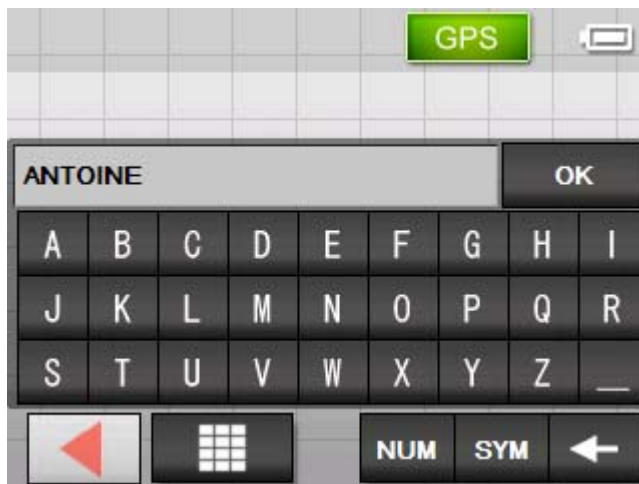 GPS
ANTOINE OK
A B C D E F G H I
J K L M N O P Q R
S T U V W X Y Z _
NUM SYM